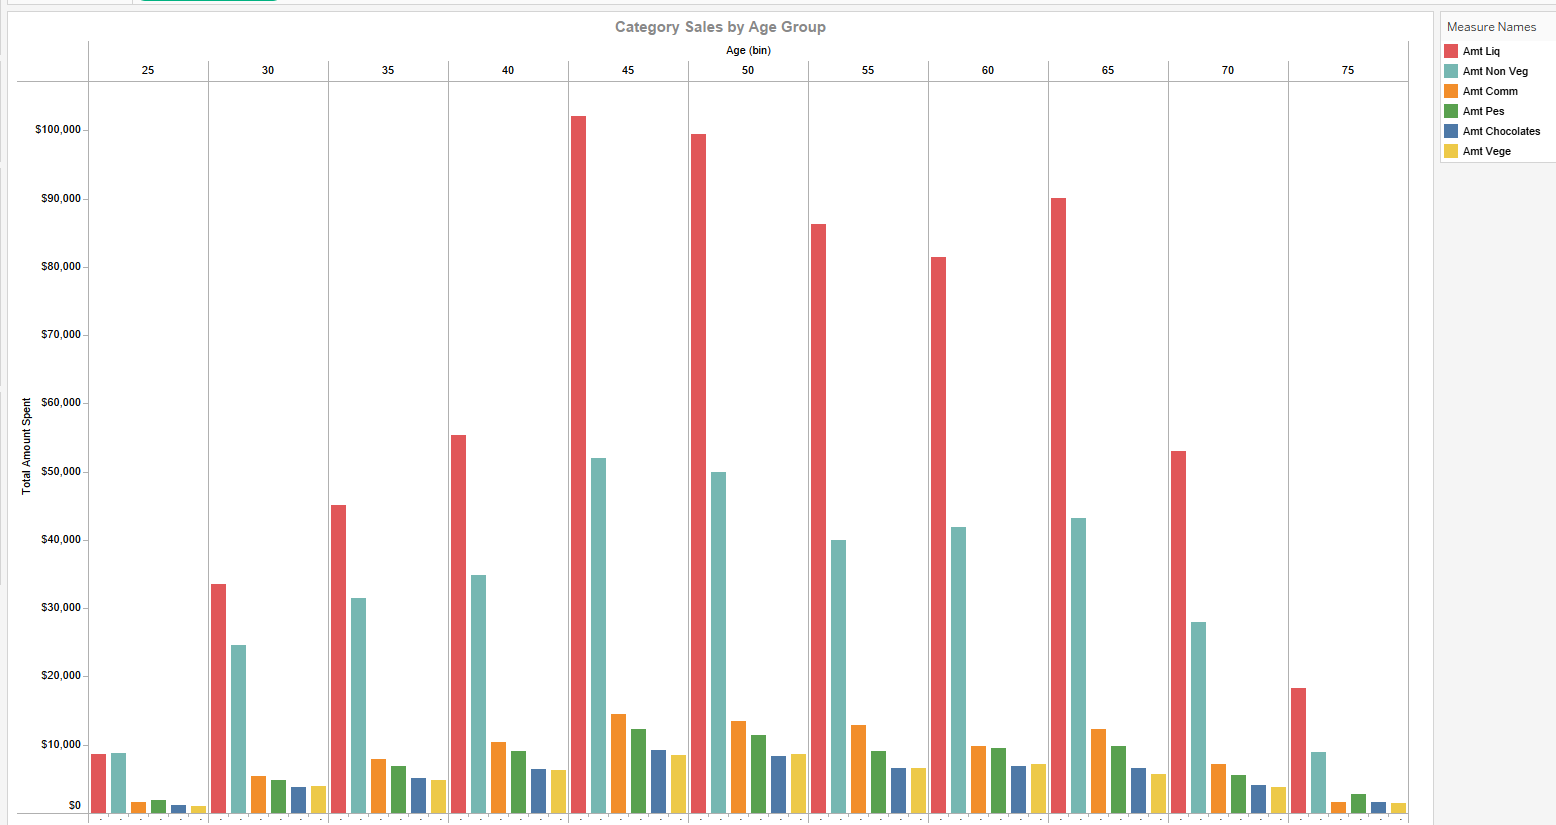 Category Sales by Age Group
Age (bin)
25 30 35 40 45 50 55 60 65 70 75
Total Amount Spent
$100,000
$90,000
$80,000
$70,000
$60,000
$50,000
$40,000
$30,000
$20,000
$10,000
$0
Measure Names
Amt Liq
Amt Non Veg
Amt Comm
Amt Pes
Amt Chocolates
Amt Vege